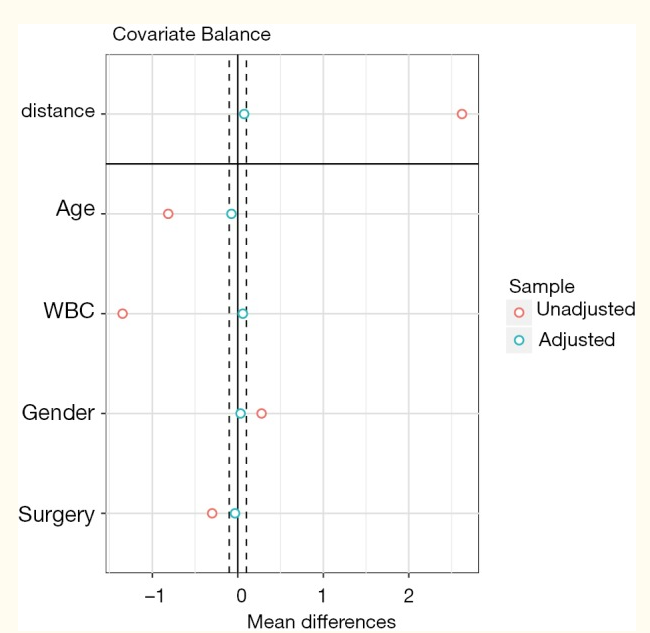 Covariate Balance
distance
Age
WBC
Gender
Surgery
−1 0 1 2
Mean differences
Sample
Unadjusted
Adjusted